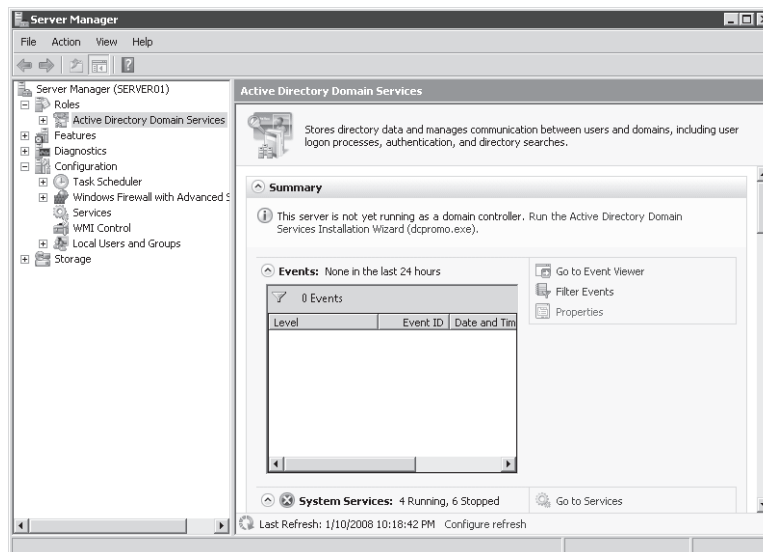 Server Manager
File Action View Help
Server Manager (SERVER01)
Roles
Active Directory Domain Services
Features
Diagnostics
Configuration
Task Scheduler
Windows Firewall with Advanced S
Services
WMI Control
Local Users and Groups
Storage
Active Directory Domain Services
Stores directory data and manages communication between users and domains, including user
logon processes, authentication, and directory searches.
Summary
This server is not yet running as a domain controller. Run the Active Directory Domain
Services Installation Wizard (dcpromo.exe).
Events: None in the last 24 hours
0 Events
Level Event ID Date and Tim
Go to Event Viewer
Filter Events
Properties
System Services: 4 Running, 6 Stopped
Go to Services
Last Refresh: 1/10/2008 10:18:42 PM Configure refresh